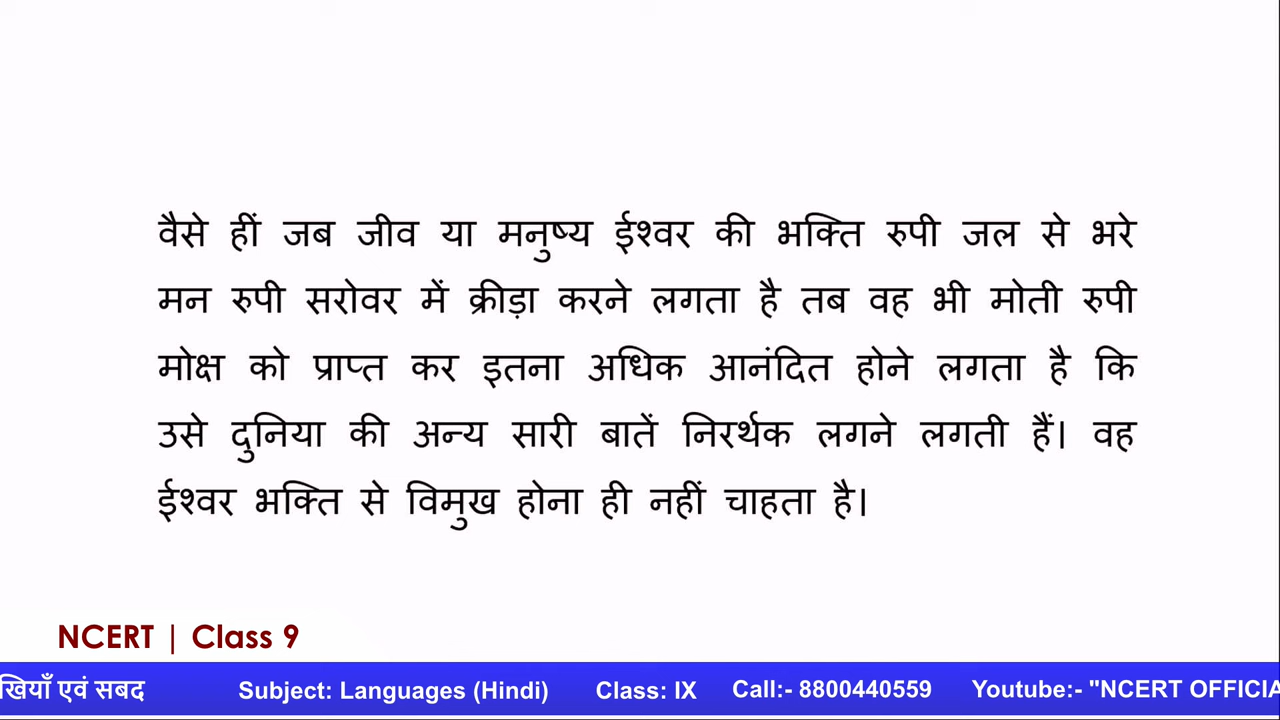 वैसे हीं जब जीव या मनुष्य ईश्वर की भक्ति रुपी जल से भरे
मन रुपी सरोवर में क्रीड़ा करने लगता है तब वह भी मोती रुपी
मोक्ष को प्राप्त कर इतना अधिक आनंदित होने लगता है कि
उसे दुनिया की अन्य सारी बातें निरर्थक लगने लगती हैं। वह
ईश्वर भक्ति से विमुख होना ही नहीं चाहता है।
NCERT | Class 9
खियाँ एवं सबद Subject: Languages (Hindi) Class: IX Call:- 8800440559 Youtube:- "NCERT OFFICIA